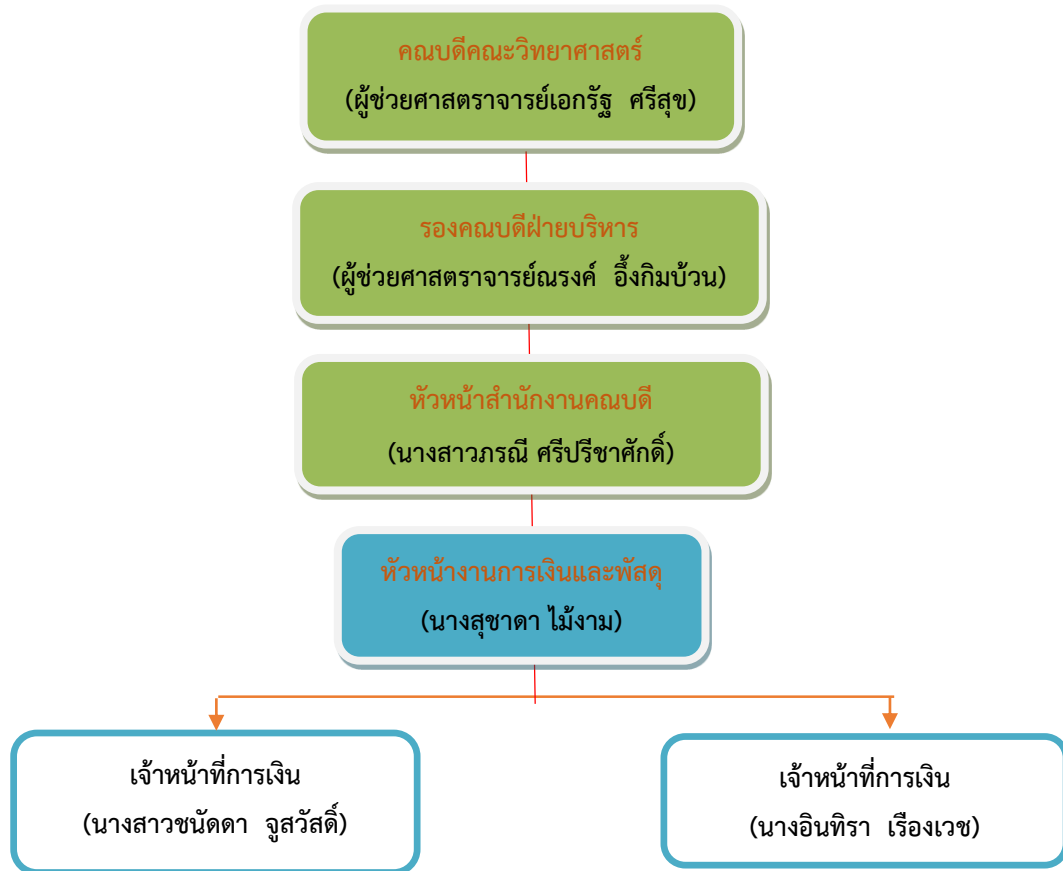 คณบดีคณะวิทยาศาสตร์
(ผู้ช่วยศาสตราจารย์เอกรัฐ ศรีสุข)
รองคณบดีฝ่ายบริหาร
(ผู้ช่วยศาสตราจารย์ณรงค์ อึ้งกิมบ้วน)
หัวหน้าสำนักงานคณบดี
(นางสาวภรณี ศรีปรีชาศักดิ์)
หัวหน้างานการเงินและพัสดุ
(นางสุชาดา ไม้งาม)
เจ้าหน้าที่การเงิน
(นางสาวชนัดดา จูสวัสดิ์)
เจ้าหน้าที่การเงิน
(นางอินทิรา เรืองเวช)